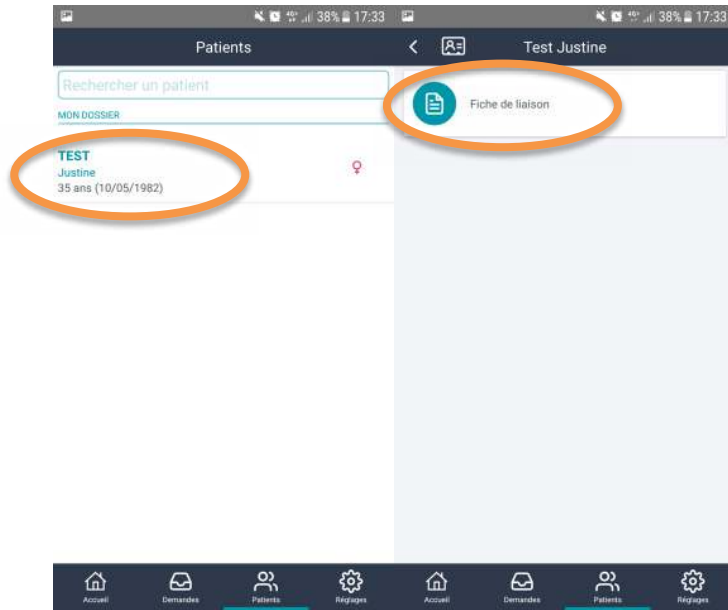 38% 17:33
Patients
Rechercher un patient
MON DOSSIER
TEST
Justine
35 ans (10/05/1982)
Accueil
Demandes
Patients
Réglages
38% 17:33
Test Justine
Fiche de liaison
Accueil
Demandes
Patients
Réglages